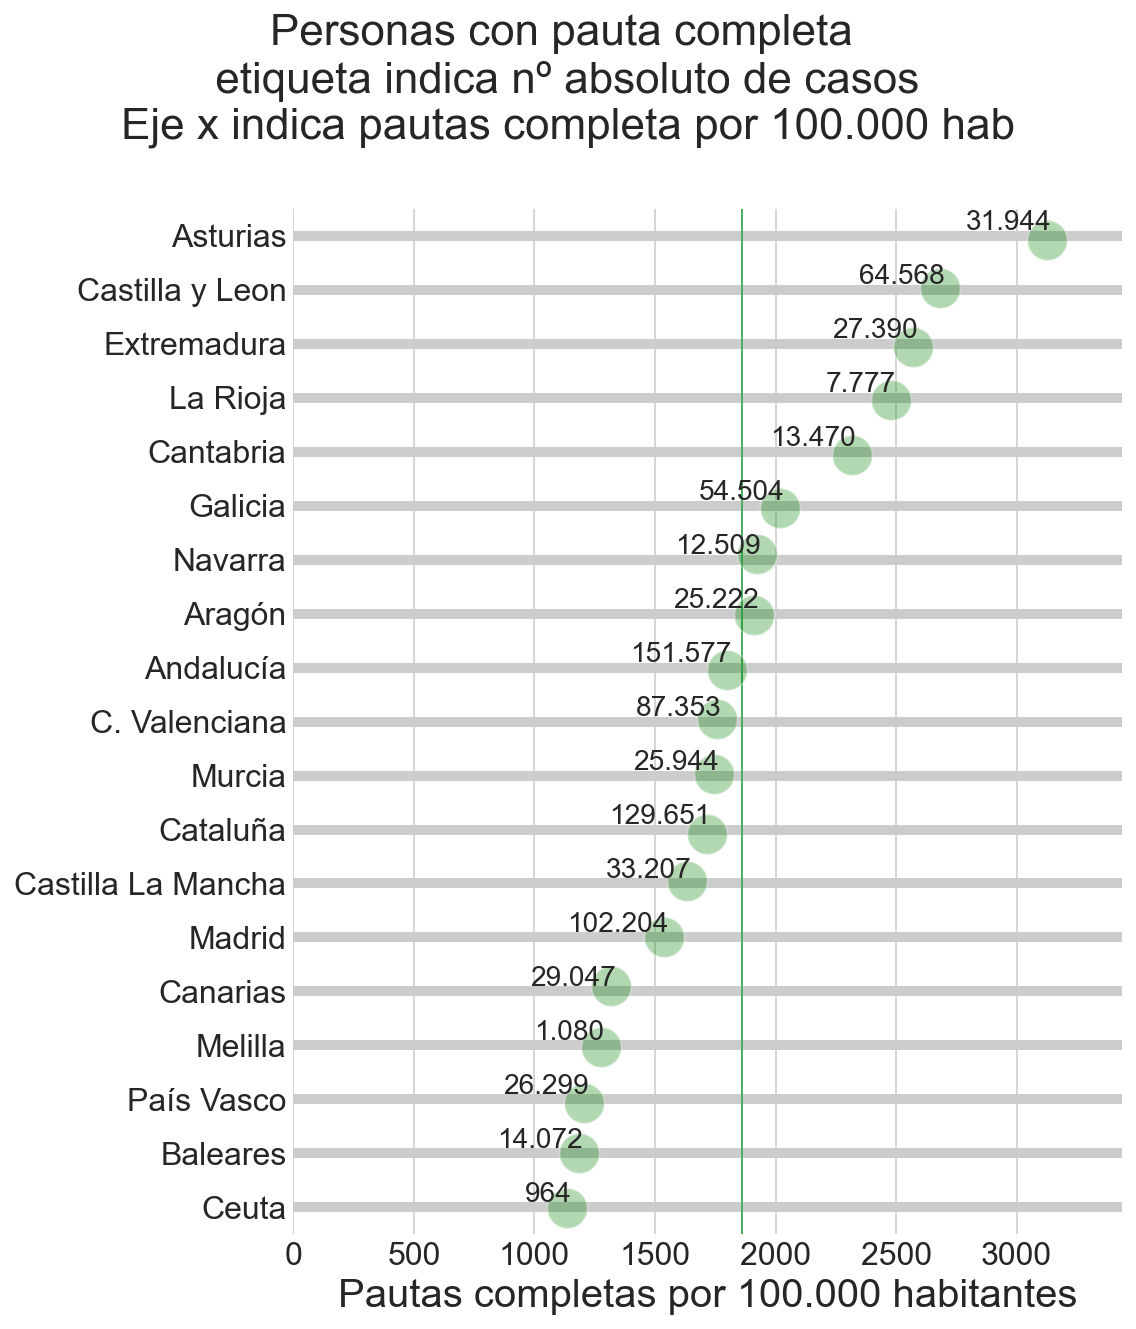 Personas con pauta completa
etiqueta indica nº absoluto de casos
Eje x indica pautas completa por 100.000 hab
Asturias 31.944
Castilla y Leon 64.568
Extremadura 27.390
La Rioja 7.777
Cantabria 13.470
Galicia 54.504
Navarra 12.509
Aragón 25.222
Andalucía 151.577
C. Valenciana 87.353
Murcia 25.944
Cataluña 129.651
Castilla La Mancha 33.207
Madrid 102.204
Canarias 29.047
Melilla 1.080
País Vasco 26.299
Baleares 14.072
Ceuta 964
0 500 1000 1500 2000 2500 3000
Pautas completas por 100.000 habitantes